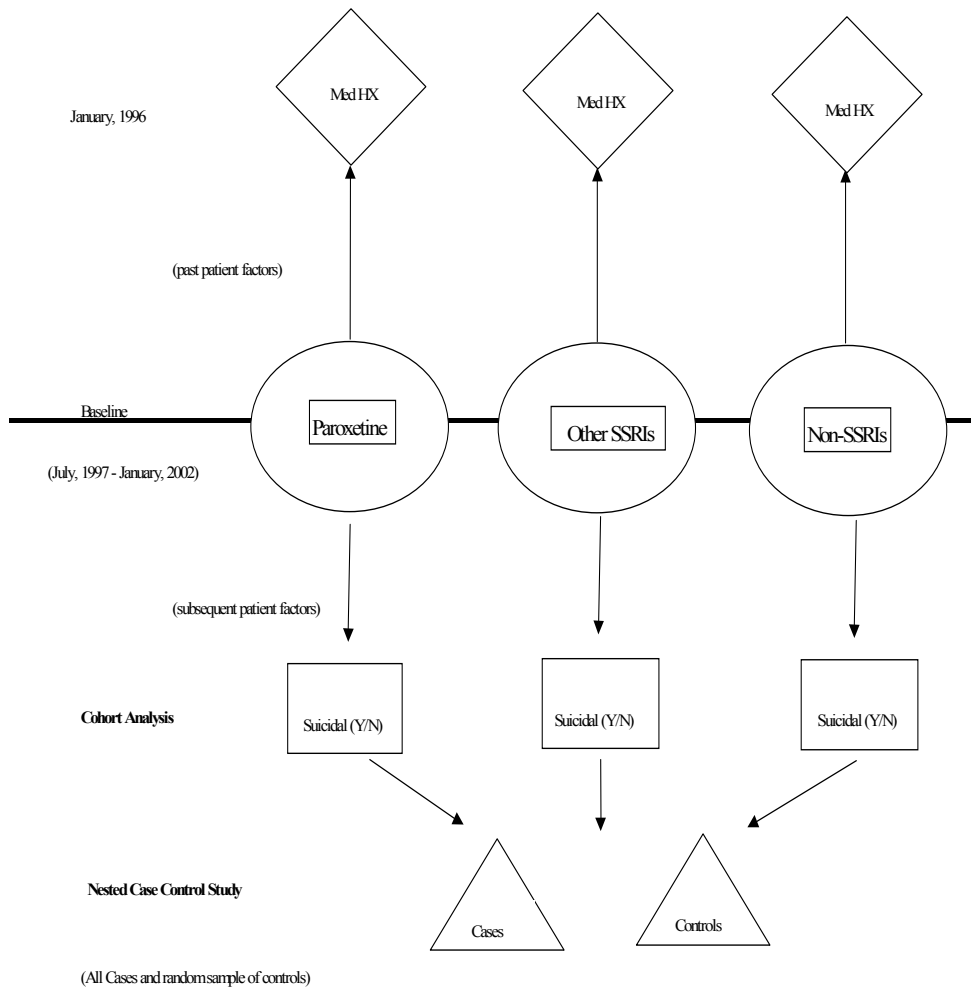 Med HX
Med HX
Med HX
January, 1996
(past patient factors)
Baseline
Paroxetine
Other SSRIs
Non-SSRIs
(July, 1997 - January, 2002)
(subsequent patient factors)
Cohort Analysis
Suicidal (Y/N)
Suicidal (Y/N)
Suicidal (Y/N)
Nested Case Control Study
Cases
Controls
(All Cases and random sample of controls)